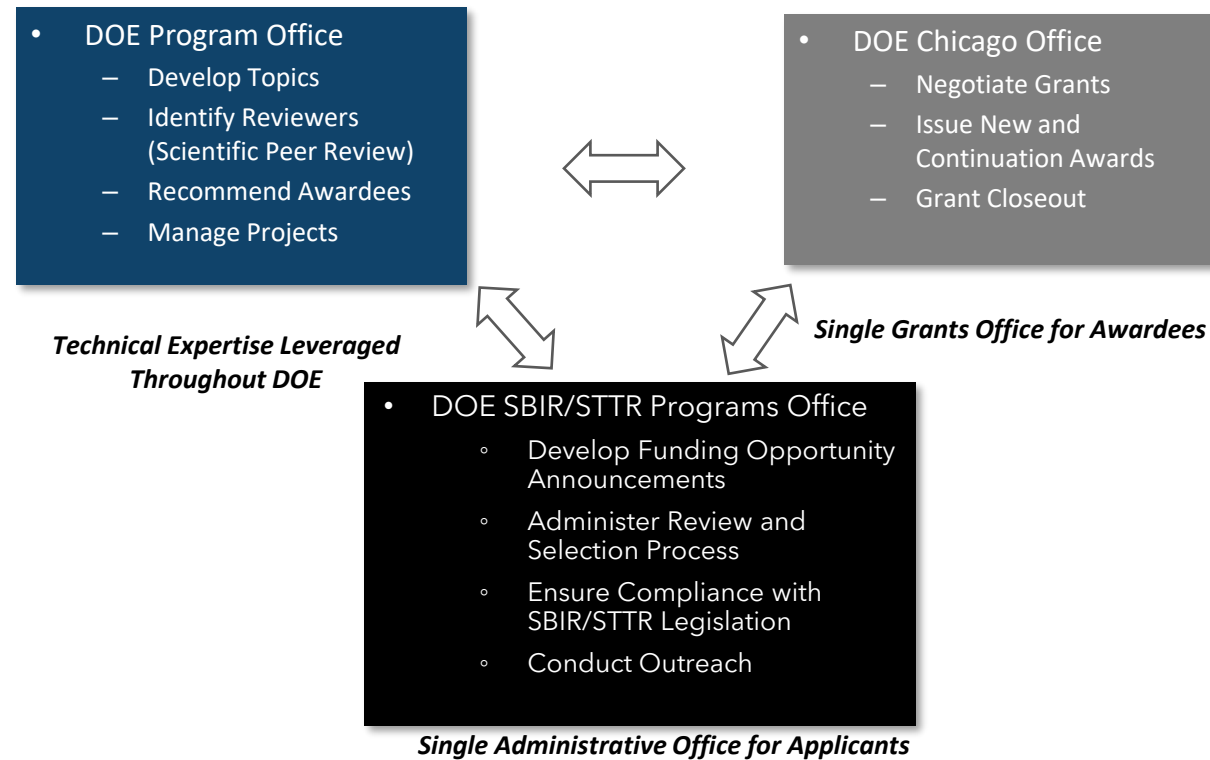 • DOE Program Office
– Develop Topics
– Identify Reviewers
(Scientific Peer Review)
– Recommend Awardees
– Manage Projects
Technical Expertise Leveraged
Throughout DOE
• DOE Chicago Office
– Negotiate Grants
– Issue New and
Continuation Awards
– Grant Closeout
Single Grants Office for Awardees
• DOE SBIR/STTR Programs Office
◦ Develop Funding Opportunity
Announcements
◦ Administer Review and
Selection Process
◦ Ensure Compliance with
SBIR/STTR Legislation
◦ Conduct Outreach
Single Administrative Office for Applicants